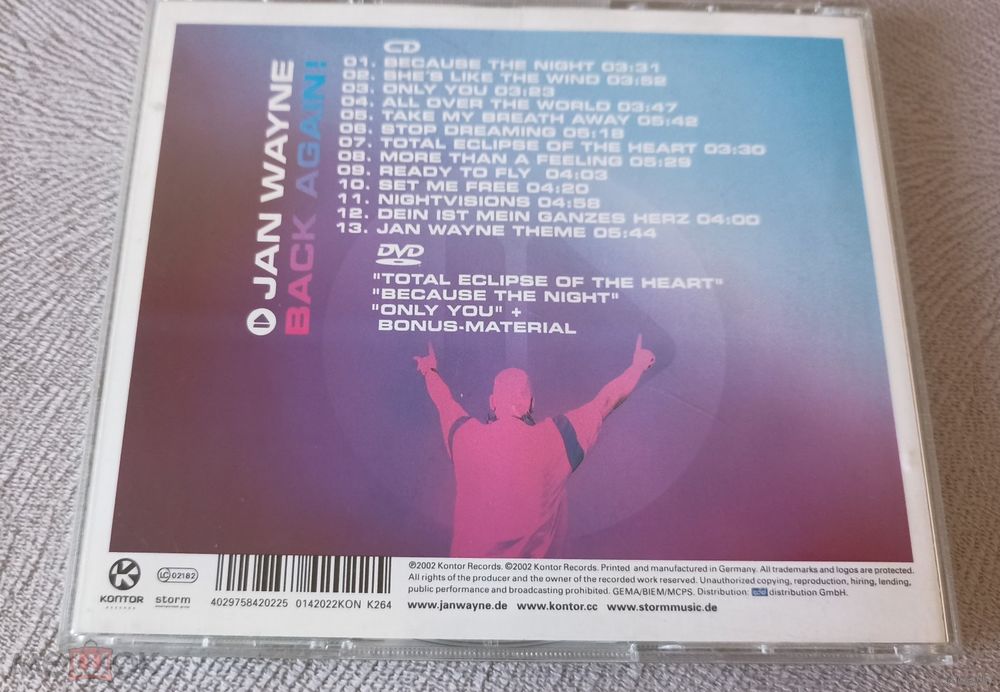 JAN WAYNE
BACK AGAIN!
CD
01. BECAUSE THE NIGHT 03:31
02. SHE'S LIKE THE WIND 03:52
03. ONLY YOU 03:23
04. ALL OVER THE WORLD 03:47
05. TAKE MY BREATH AWAY 05:42
06. STOP DREAMING 05:18
07. TOTAL ECLIPSE OF THE HEART 03:30
08. MORE THAN A FEELING 05:29
09. READY TO FLY 04:03
10. SET ME FREE 04:20
11. NIGHTVISIONS 04:58
12. DEIN IST MEIN GANZES HERZ 04:00
13. JAN WAYNE THEME 05:44
DVD
"TOTAL ECLIPSE OF THE HEART"
"BECAUSE THE NIGHT"
"ONLY YOU" +
BONUS-MATERIAL
K
KONTOR
RECORDS
LC 02182
storm
4029758420225 0142022KON K264
℗2002 Kontor Records. ©2002 Kontor Records. Printed and manufactured in Germany. All trademarks and logos are protected.
All rights of the producer and the owner of the recorded work reserved. Unauthorized copying, reproduction, hiring, lending,
public performance and broadcasting prohibited. GEMA/BIEM/MCPS. Distribution: edel distribution GmbH.
www.janwayne.de www.kontor.cc www.stormmusic.de